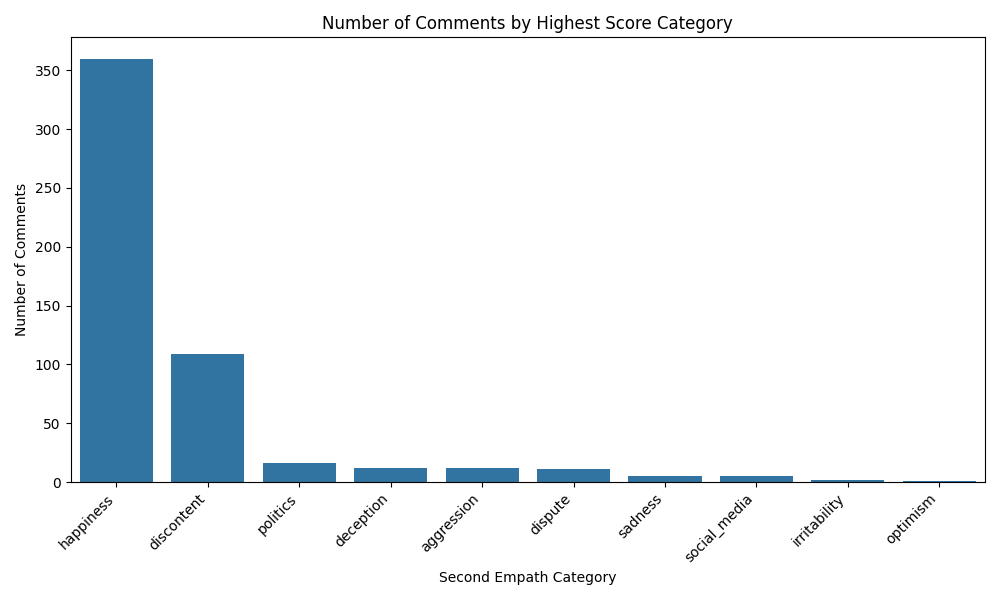 Number of Comments by Highest Score Category
Number of Comments
350
300
250
200
150
100
50
0
happiness
discontent
politics
deception
aggression
dispute
sadness
social_media
irritability
optimism
Second Empath Category